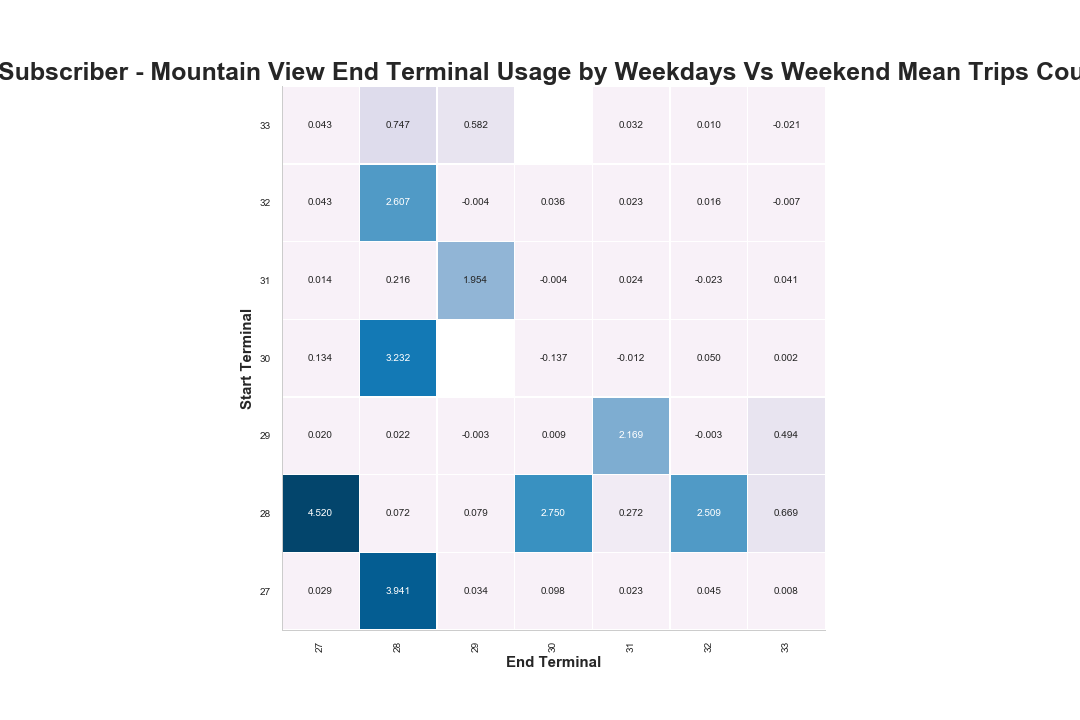 Subscriber - Mountain View End Terminal Usage by Weekdays Vs Weekend Mean Trips Cou
33 0.043 0.747 0.582 0.032 0.010 -0.021
32 0.043 2.607 -0.004 0.036 0.023 0.016 -0.007
31 0.014 0.216 1.954 -0.004 0.024 -0.023 0.041
30 0.134 3.232 -0.137 -0.012 0.050 0.002
29 0.020 0.022 -0.003 0.009 2.169 -0.003 0.494
28 4.520 0.072 0.079 2.750 0.272 2.509 0.669
27 0.029 3.941 0.034 0.098 0.023 0.045 0.008
Start Terminal
27 28 29 30 31 32 33
End Terminal